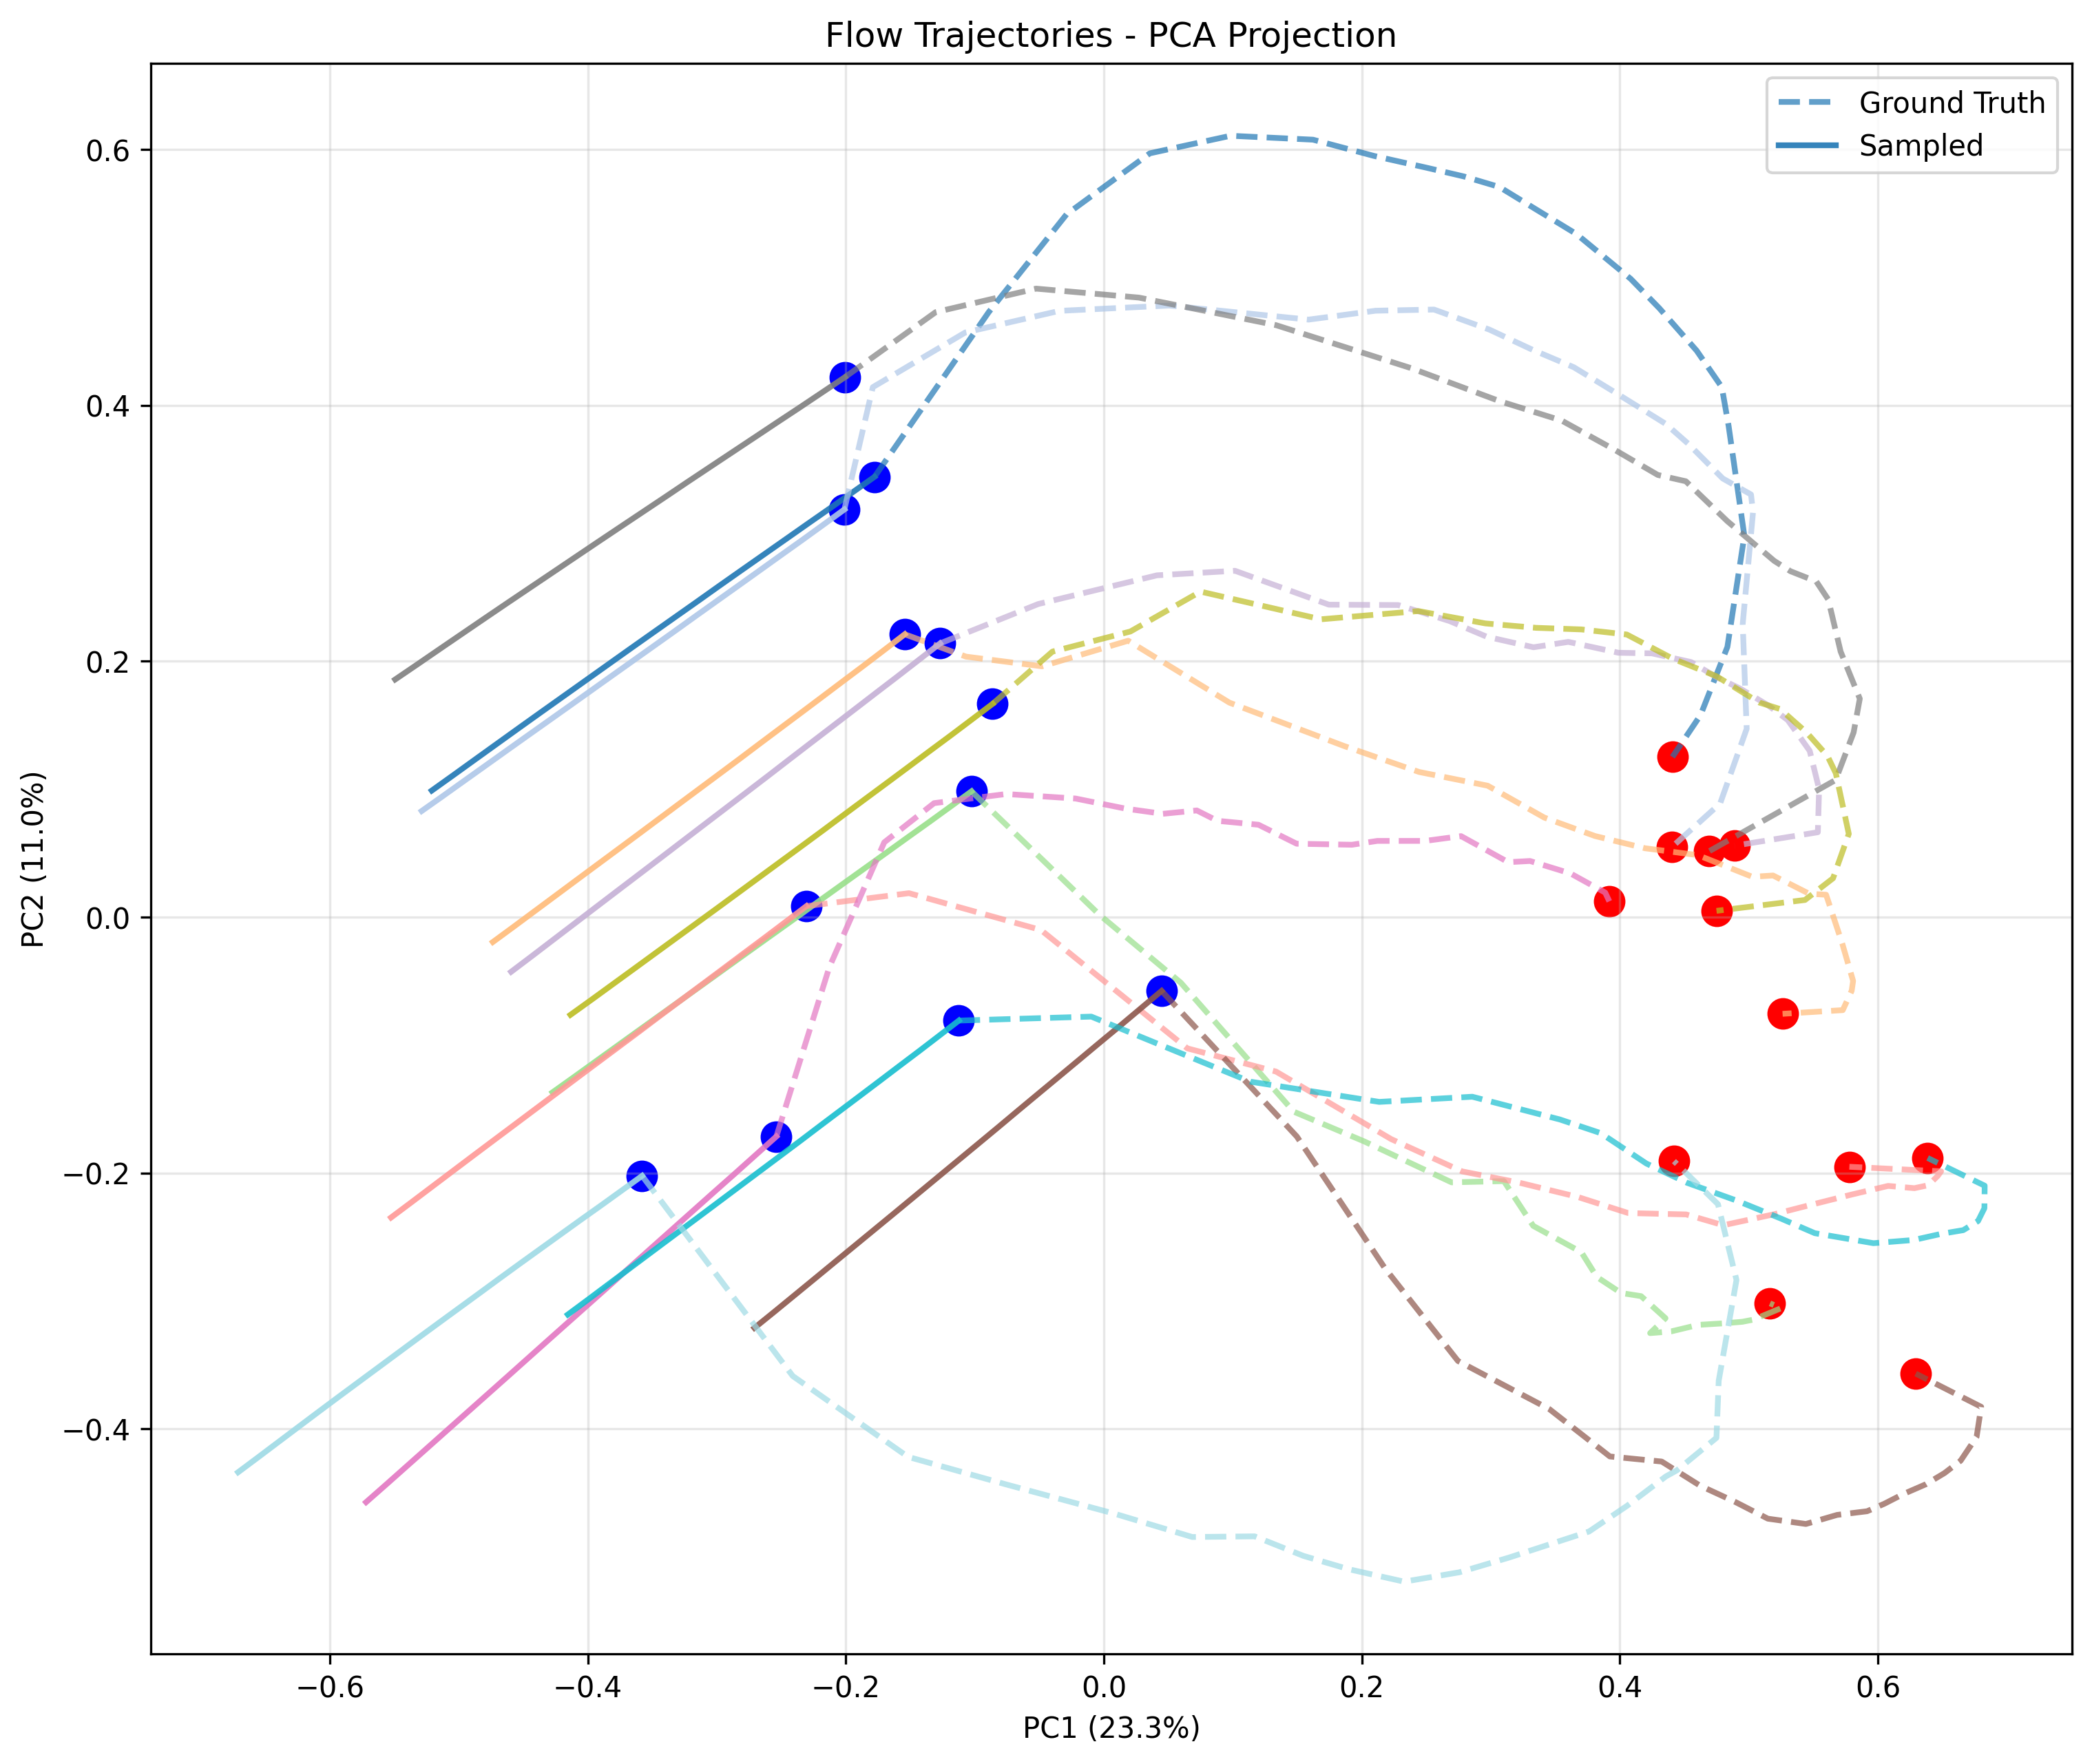 Flow Trajectories - PCA Projection
Ground Truth
Sampled
0.6
0.4
0.2
0.0
−0.2
−0.4
PC2 (11.0%)
−0.6 −0.4 −0.2 0.0 0.2 0.4 0.6
PC1 (23.3%)